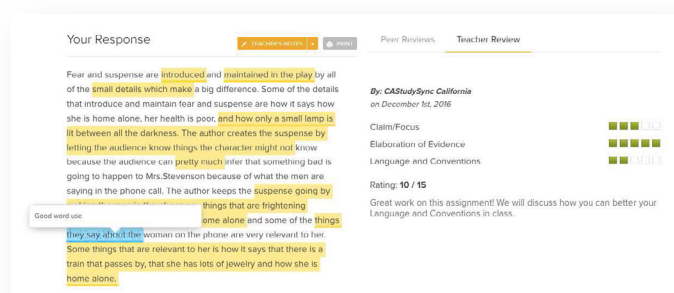 Your Response
TEACHER'S NOTES
PRINT
Fear and suspense are introduced and maintained in the play by all
of the small details which make a big difference. Some of the details
that introduce and maintain fear and suspense are how it says how
she is home alone, her health is poor, and how only a small lamp is
lit between all the darkness. The author creates the suspense by
letting the audience know things the character might not know
because the audience can pretty much infer that something bad is
going to happen to Mrs.Stevenson because of what the men are
saying in the phone call. The author keeps the suspense going by
things that are frightening
Good word use
ome alone and some of the things
they say about the woman on the phone are very relevant to her.
Some things that are relevant to her is how it says that there is a
train that passes by, that she has lots of jewelry and how she is
home alone.
Peer Reviews
Teacher Review
By: CAStudySync California
on December 1st, 2016
Claim/Focus
Elaboration of Evidence
Language and Conventions
Rating: 10 / 15
Great work on this assignment! We will discuss how you can better your
Language and Conventions in class.